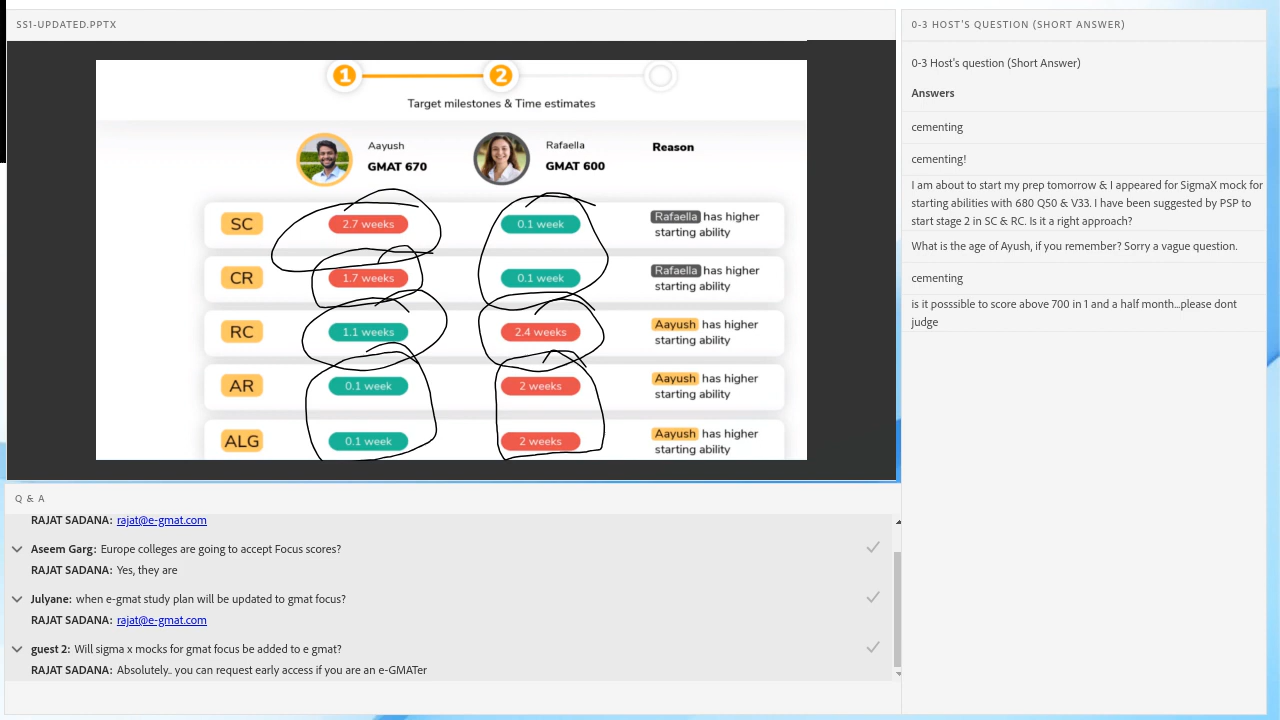 SS1-UPDATED.PPTX
1 2
Target milestones & Time estimates
Aayush
GMAT 670
Rafaella
GMAT 600
Reason
SC 2.7 weeks 0.1 week Rafaella has higher
starting ability
CR 1.7 weeks 0.1 week Rafaella has higher
starting ability
RC 1.1 weeks 2.4 weeks Aayush has higher
starting ability
AR 0.1 week 2 weeks Aayush has higher
starting ability
ALG 0.1 week 2 weeks Aayush has higher
starting ability
Q & A
RAJAT SADANA: rajat@e-gmat.com
Aseem Garg: Europe colleges are going to accept Focus scores?
RAJAT SADANA: Yes, they are
Julyane: when e-gmat study plan will be updated to gmat focus?
RAJAT SADANA: rajat@e-gmat.com
guest 2: Will sigma x mocks for gmat focus be added to e gmat?
RAJAT SADANA: Absolutely.. you can request early access if you are an e-GMATer
0-3 HOST'S QUESTION (SHORT ANSWER)
0-3 Host's question (Short Answer)
Answers
cementing
cementing!
I am about to start my prep tomorrow & I appeared for SigmaX mock for
starting abilities with 680 Q50 & V33. I have been suggested by PSP to
start stage 2 in SC & RC. Is it a right approach?
What is the age of Ayush, if you remember? Sorry a vague question.
cementing
is it posssible to score above 700 in 1 and a half month...please dont
judge